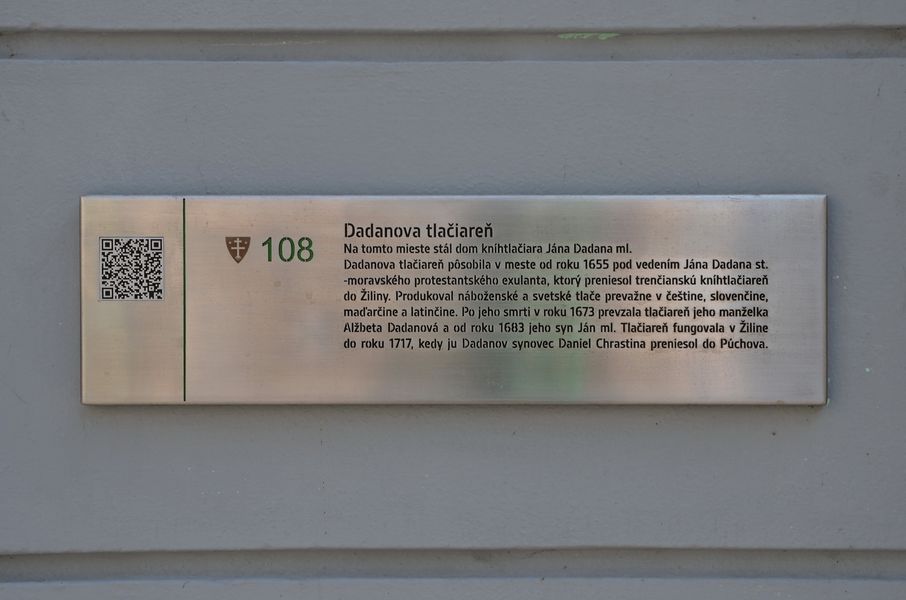 108
Dadanova tlačiareň
Na tomto mieste stál dom kníhtlačiara Jána Dadana ml.
Dadanova tlačiareň pôsobila v meste od roku 1655 pod vedením Jána Dadana st.
-moravského protestantského exulanta, ktorý preniesol trenčianskú kníhtlačiareň
do Žiliny. Produkoval náboženské a svetské tlače prevažne v češtine, slovenčine,
maďarčine a latinčine. Po jeho smrti v roku 1673 prevzala tlačiareň jeho manželka
Alžbeta Dadanová a od roku 1683 jeho syn Ján ml. Tlačiareň fungovala v Žiline
do roku 1717, kedy ju Dadanov synovec Daniel Chrastina preniesol do Púchova.